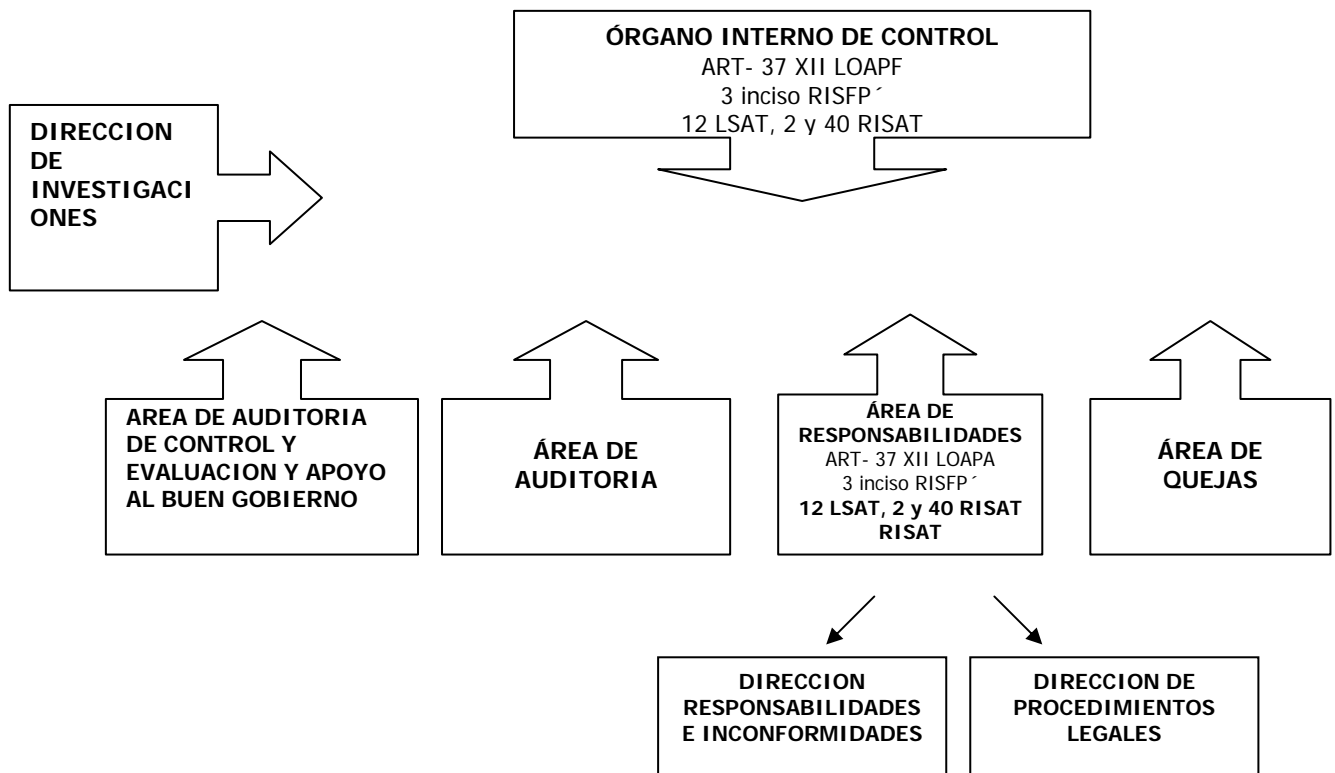 ÓRGANO INTERNO DE CONTROL
ART- 37 XII LOAPF
3 inciso RISFP´
12 LSAT, 2 y 40 RISAT
DIRECCION
DE
INVESTIGACI
ONES
AREA DE AUDITORIA
DE CONTROL Y
EVALUACION Y APOYO
AL BUEN GOBIERNO
ÁREA DE
AUDITORIA
ÁREA DE
RESPONSABILIDADES
ART- 37 XII LOAPA
3 inciso RISFP´
12 LSAT, 2 y 40 RISAT
RISAT
ÁREA DE
QUEJAS
DIRECCION
RESPONSABILIDADES
E INCONFORMIDADES
DIRECCION DE
PROCEDIMIENTOS
LEGALES